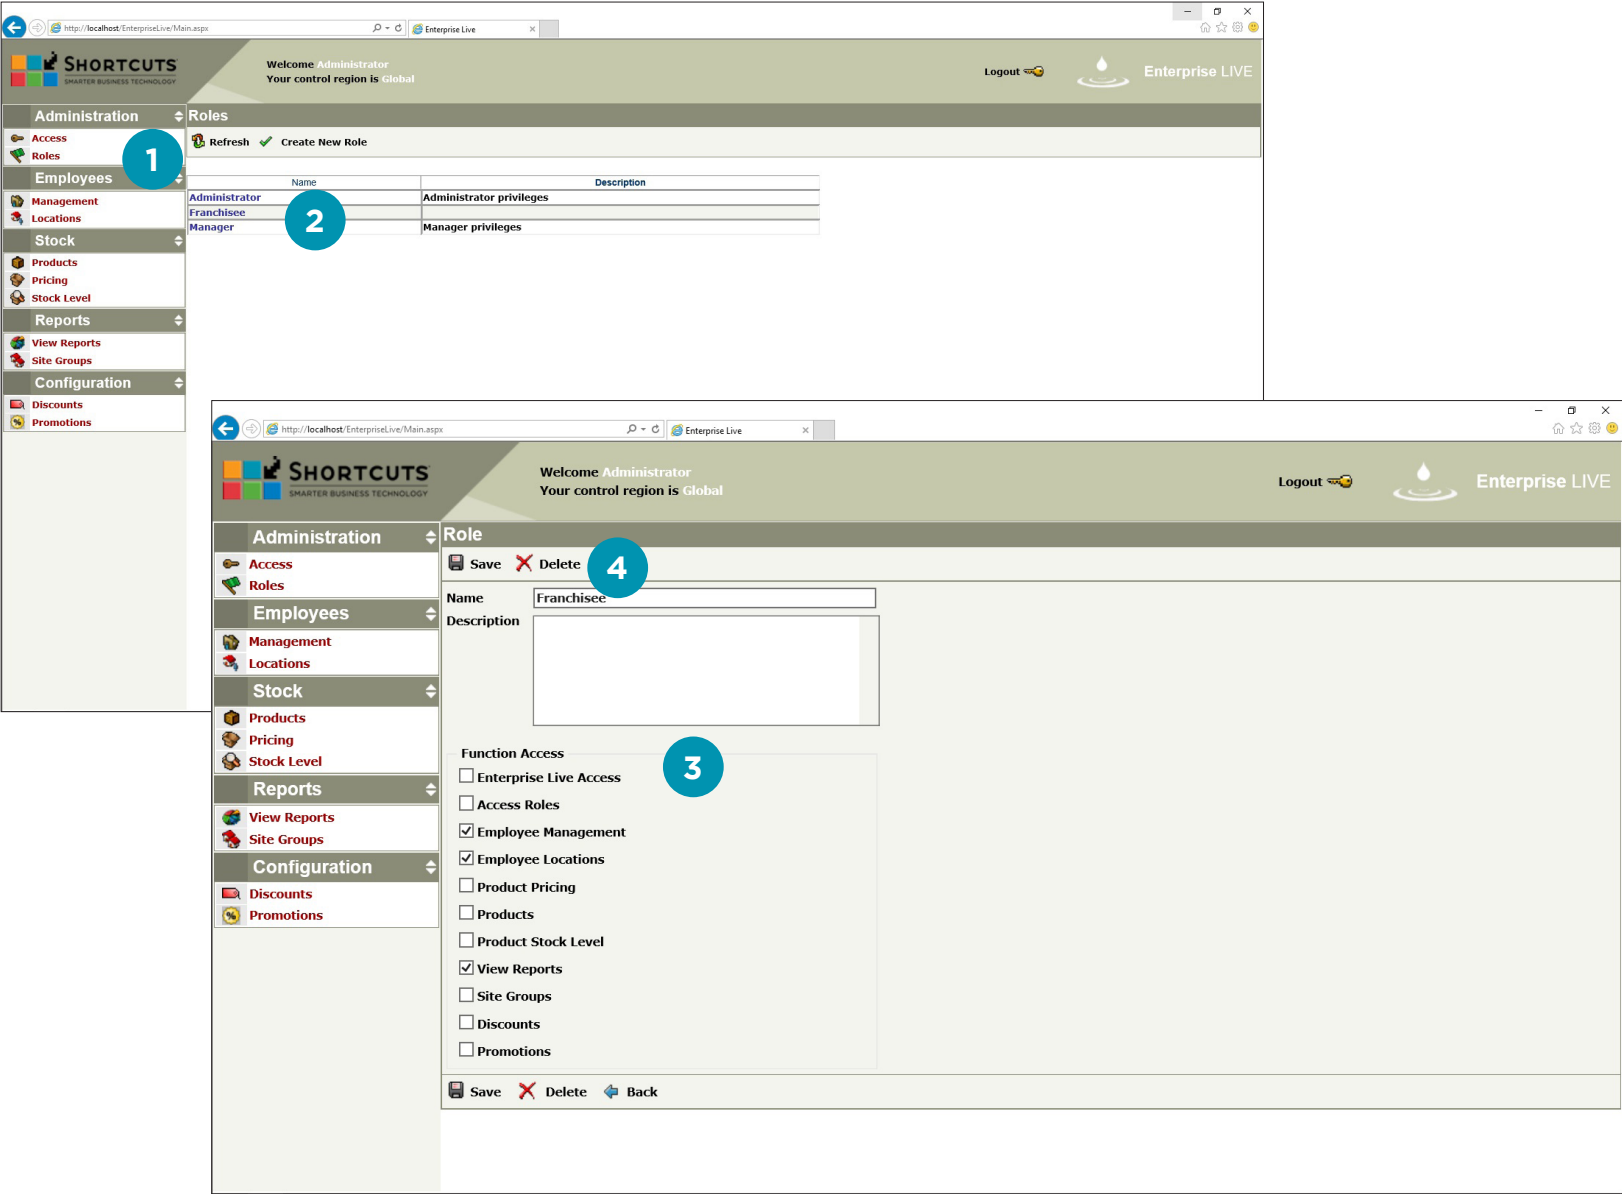 http://localhost/EnterpriseLive/Main.aspx
Enterprise Live
SHORTCUTS
SMARTER BUSINESS TECHNOLOGY
Welcome Administrator
Your control region is Global
Logout
Enterprise LIVE
Administration
Access
Roles
1
Employees
Management
Locations
Stock
Products
Pricing
Stock Level
Reports
View Reports
Site Groups
Configuration
Discounts
Promotions
Roles
Refresh Create New Role
Name Description
Administrator Administrator privileges
Franchisee
Manager Manager privileges
2
http://localhost/EnterpriseLive/Main.aspx
Enterprise Live
SHORTCUTS
SMARTER BUSINESS TECHNOLOGY
Welcome Administrator
Your control region is Global
Logout
Enterprise LIVE
Administration
Access
Roles
Employees
Management
Locations
Stock
Products
Pricing
Stock Level
Reports
View Reports
Site Groups
Configuration
Discounts
Promotions
Role
Save Delete
4
Name Franchisee
Description
Function Access
3
Enterprise Live Access
Access Roles
Employee Management
Employee Locations
Product Pricing
Products
Product Stock Level
View Reports
Site Groups
Discounts
Promotions
Save Delete Back